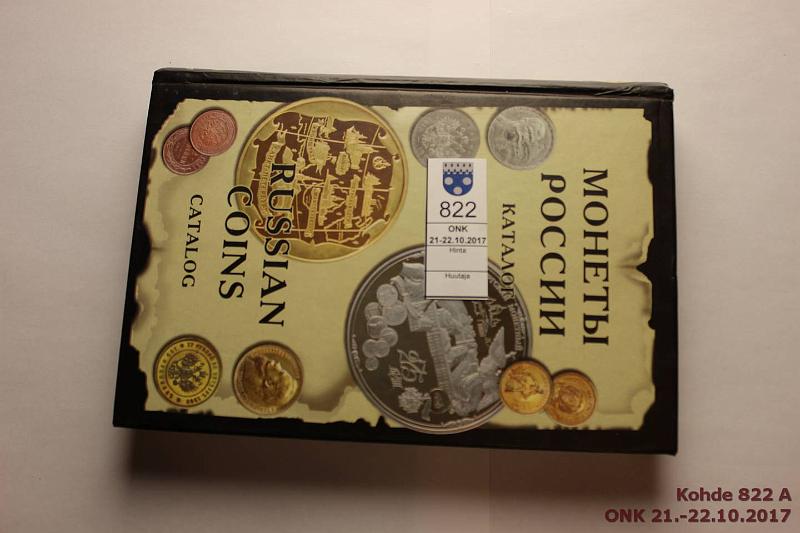 МОНЕТЫ
РОССИИ
КАТАЛОГ
822
ONK
21-22.10.2017
Hinta
Huutaja
RUSSIAN
COINS
CATALOG
Kohde 822 A
ONK 21.-22.10.2017